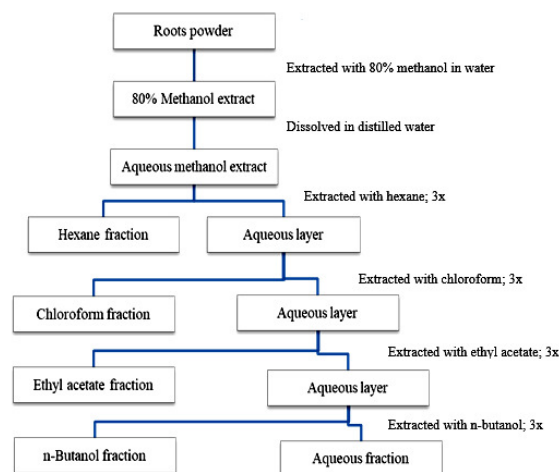 Roots powder
Extracted with 80% methanol in water
80% Methanol extract
Dissolved in distilled water
Aqueous methanol extract
Extracted with hexane; 3x
Hexane fraction
Aqueous layer
Extracted with chloroform; 3x
Chloroform fraction
Aqueous layer
Extracted with ethyl acetate; 3x
Ethyl acetate fraction
Aqueous layer
Extracted with n-butanol; 3x
n-Butanol fraction
Aqueous fraction